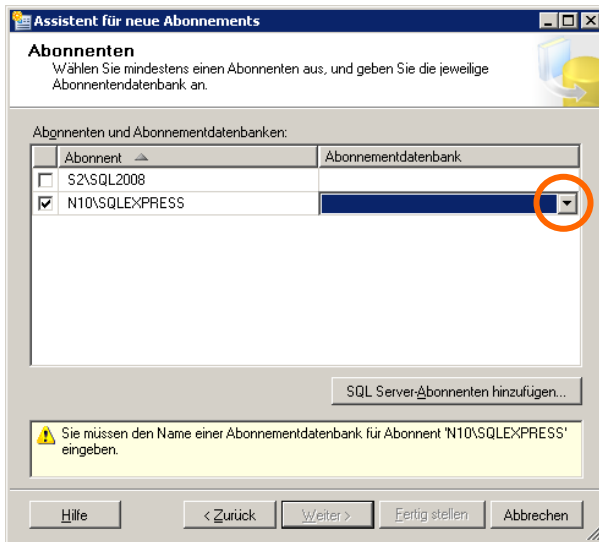 Assistent für neue Abonnements
Abonnenten
Wählen Sie mindestens einen Abonnenten aus, und geben Sie die jeweilige
Abonnentendatenbank an.
Abonnenten und Abonnementdatenbanken:
Abonnent Abonnementdatenbank
S2\SQL2008
N10\SQLEXPRESS
SQL Server-Abonnenten hinzufügen...
Sie müssen den Name einer Abonnementdatenbank für Abonnent 'N10\SQLEXPRESS'
eingeben.
Hilfe < Zurück Weiter > Fertig stellen Abbrechen